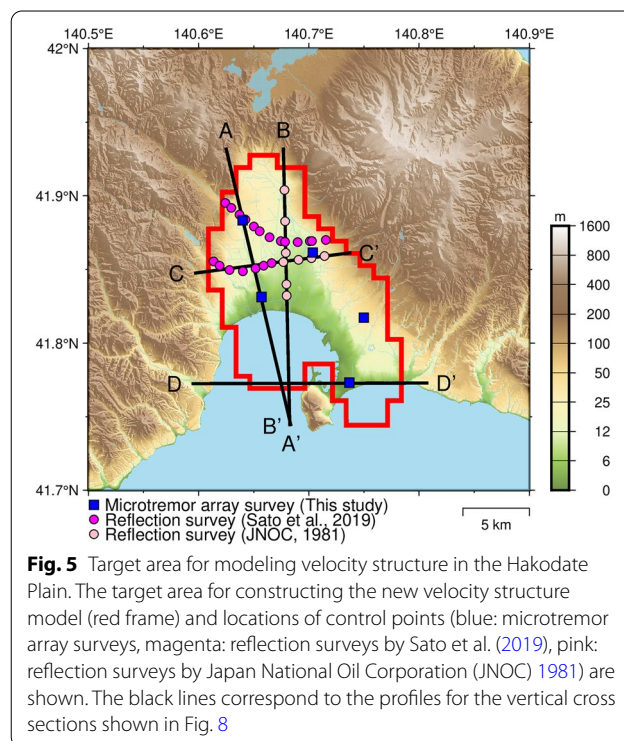 140.5°E 140.6°E 140.7°E 140.8°E 140.9°E
42°N
A B
41.9°N
m
1600
800
400
200
100
50
25
12
6
0
C C'
41.8°N
D D'
B'
A'
41.7°N
Microtremor array survey (This study)
Reflection survey (Sato et al., 2019)
Reflection survey (JNOC, 1981)
5 km
Fig. 5 Target area for modeling velocity structure in the Hakodate
Plain. The target area for constructing the new velocity structure
model (red frame) and locations of control points (blue: microtremor
array surveys, magenta: reflection surveys by Sato et al. (2019), pink:
reflection surveys by Japan National Oil Corporation (JNOC) 1981) are
shown. The black lines correspond to the profiles for the vertical cross
sections shown in Fig. 8